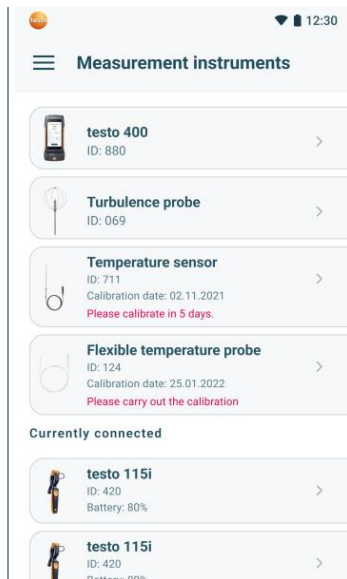 testo
12:30
Measurement instruments
testo 400
ID: 880
Turbulence probe
ID: 069
Temperature sensor
ID: 711
Calibration date: 02.11.2021
Please calibrate in 5 days.
Flexible temperature probe
ID: 124
Calibration date: 25.01.2022
Please carry out the calibration
Currently connected
testo 115i
ID: 420
Battery: 80%
testo 115i
ID: 420
Battery: 80%